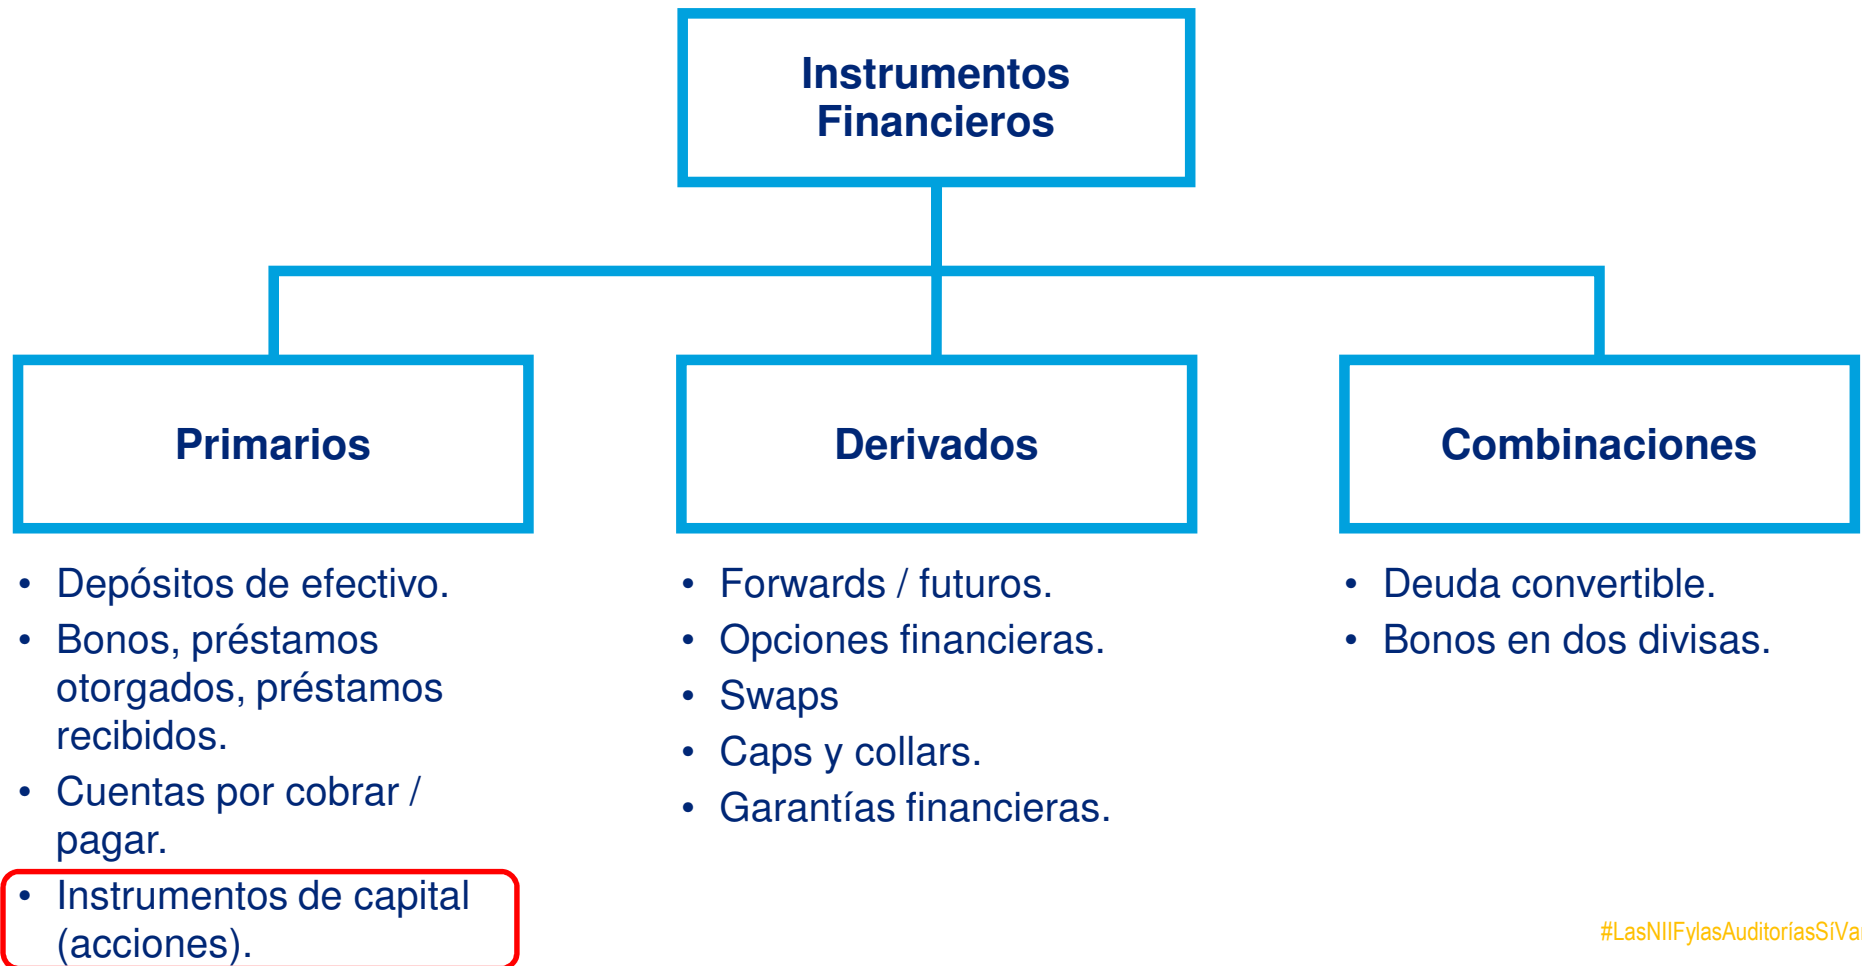 Instrumentos
Financieros
Primarios
Derivados
Combinaciones
• Depósitos de efectivo.
• Bonos, préstamos
otorgados, préstamos
recibidos.
• Cuentas por cobrar /
pagar.
• Instrumentos de capital
(acciones).
• Forwards / futuros.
• Opciones financieras.
• Swaps
• Caps y collars.
• Garantías financieras.
• Deuda convertible.
• Bonos en dos divisas.
#LasNIIFylasAuditoríasSíVa